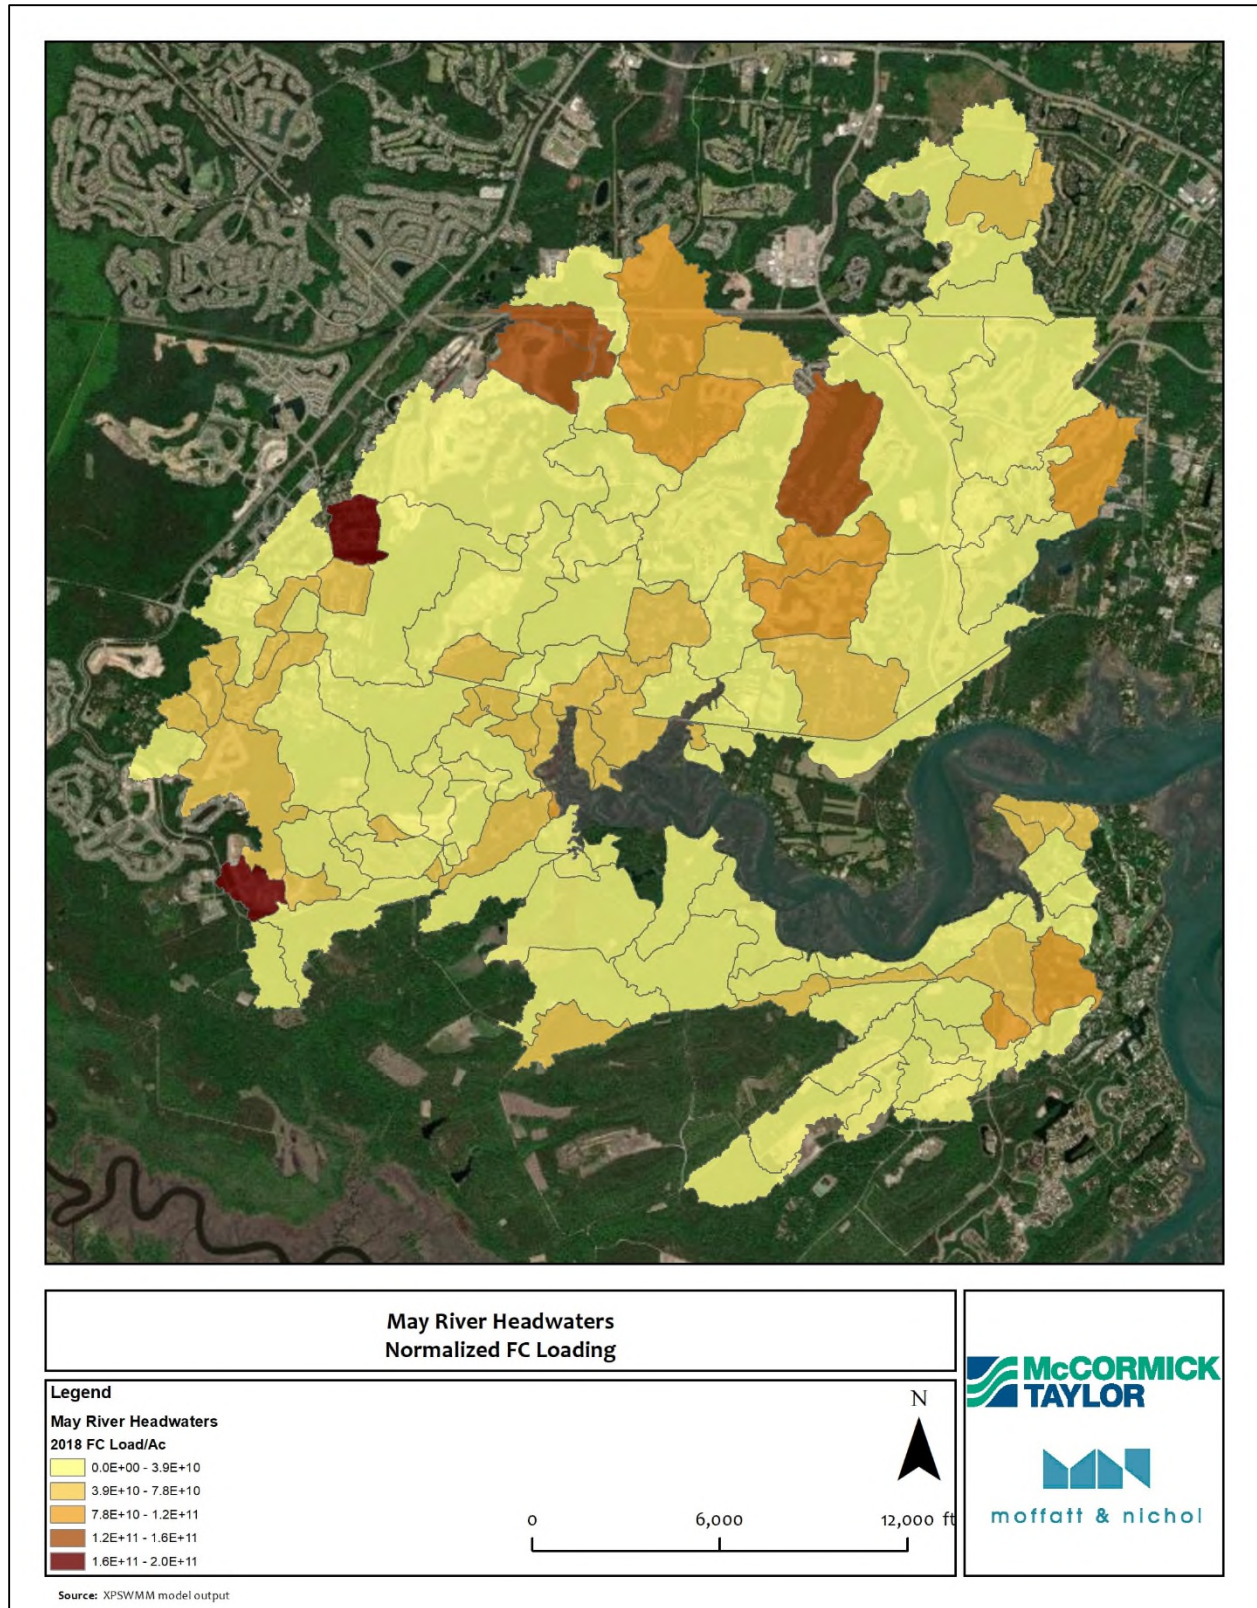 May River Headwaters
Normalized FC Loading
Legend
May River Headwaters
2018 FC Load/Ac
0.0E+00 - 3.9E+10
3.9E+10 - 7.8E+10
7.8E+10 - 1.2E+11
1.2E+11 - 1.6E+11
1.6E+11 - 2.0E+11
N
0 6,000 12,000 ft
McCORMICK
TAYLOR
moffatt & nichol
Source: XPSWMM model output